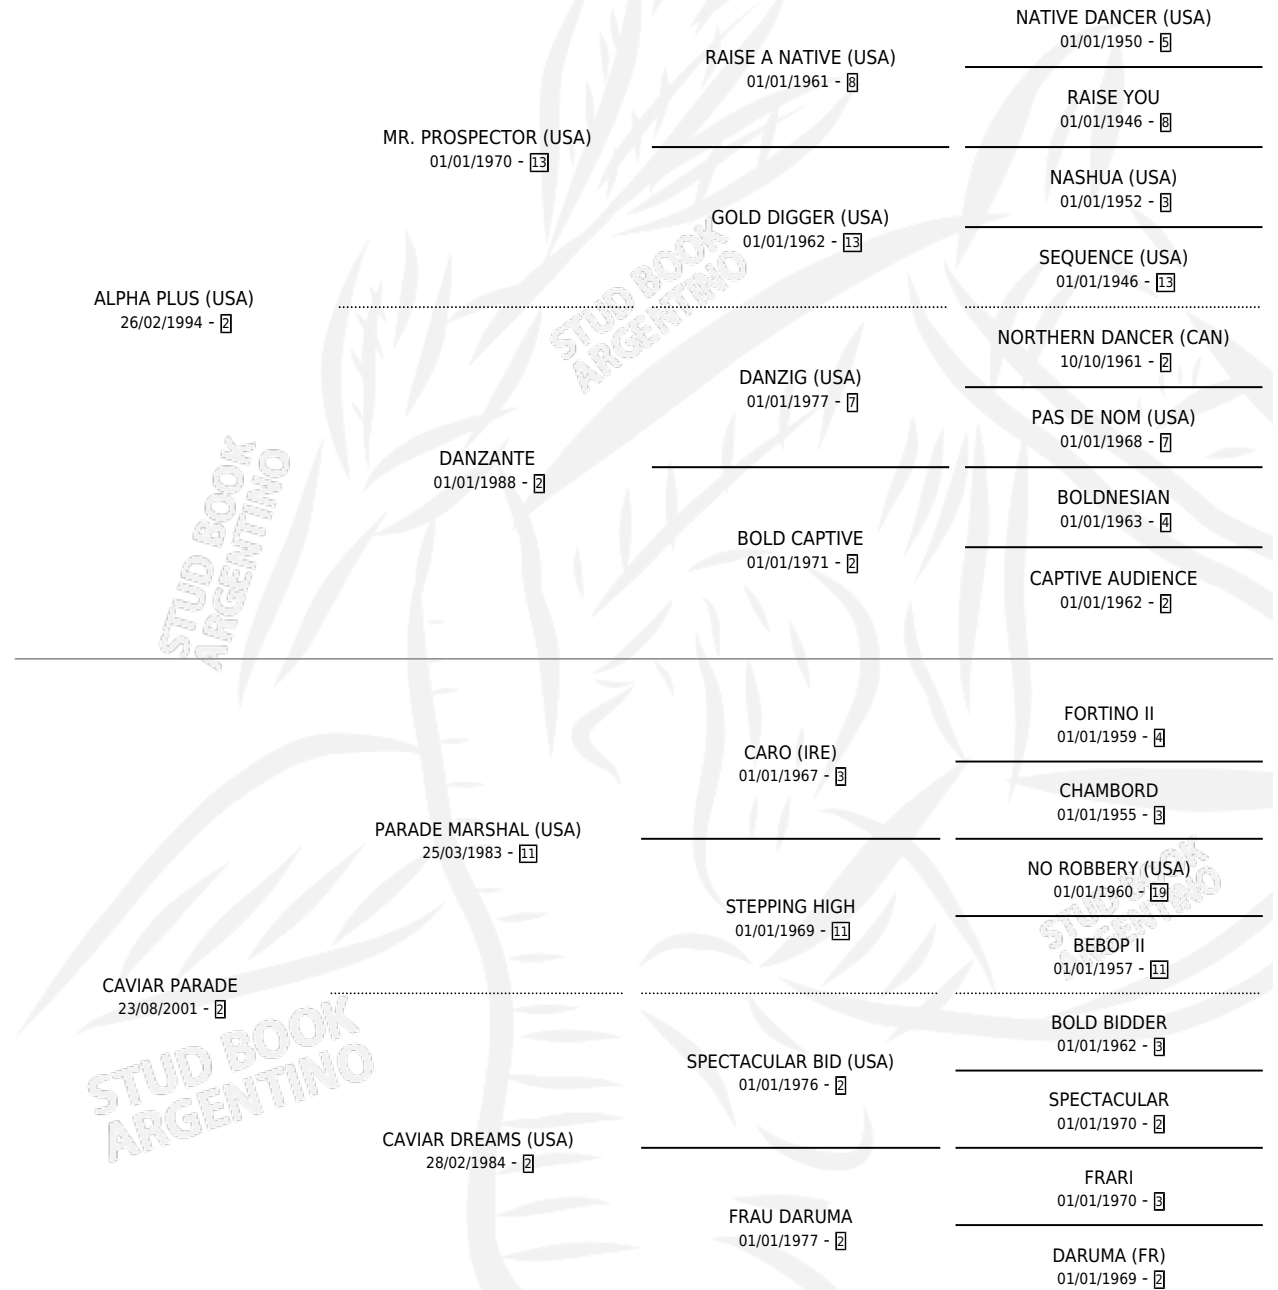 NATIVE DANCER (USA)
01/01/1950 - 5
RAISE A NATIVE (USA)
01/01/1961 - 8
RAISE YOU
01/01/1946 - 8
MR. PROSPECTOR (USA)
01/01/1970 - 13
NASHUA (USA)
01/01/1952 - 3
GOLD DIGGER (USA)
01/01/1962 - 13
SEQUENCE (USA)
01/01/1946 - 13
ALPHA PLUS (USA)
26/02/1994 - 2
STUD BOOK
ARGENTINO
NORTHERN DANCER (CAN)
10/10/1961 - 2
DANZIG (USA)
01/01/1977 - 7
PAS DE NOM (USA)
01/01/1968 - 7
DANZANTE
01/01/1988 - 2
BOLDNESIAN
01/01/1963 - 4
BOLD CAPTIVE
01/01/1971 - 2
CAPTIVE AUDIENCE
01/01/1962 - 2
STUD BOOK
ARGENTINO
FORTINO II
01/01/1959 - 4
CARO (IRE)
01/01/1967 - 3
CHAMBORD
01/01/1955 - 3
PARADE MARSHAL (USA)
25/03/1983 - 11
NO ROBBERY (USA)
01/01/1960 - 19
STEPPING HIGH
01/01/1969 - 11
BEBOP II
01/01/1957 - 11
STUD BOOK
ARGENTINO
CAVIAR PARADE
23/08/2001 - 2
STUD BOOK
ARGENTINO
BOLD BIDDER
01/01/1962 - 3
SPECTACULAR BID (USA)
01/01/1976 - 2
SPECTACULAR
01/01/1970 - 2
CAVIAR DREAMS (USA)
28/02/1984 - 2
FRARI
01/01/1970 - 3
FRAU DARUMA
01/01/1977 - 2
DARUMA (FR)
01/01/1969 - 2